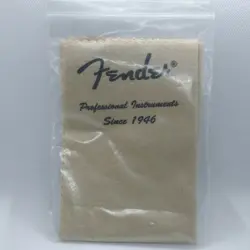 Fender®
Professional Instruments
Since 1946